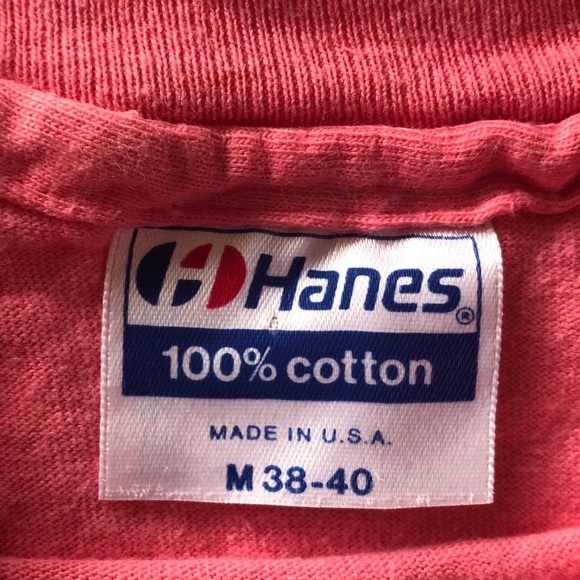 Hanes®
100% cotton
MADE IN U.S.A.
M 38-40